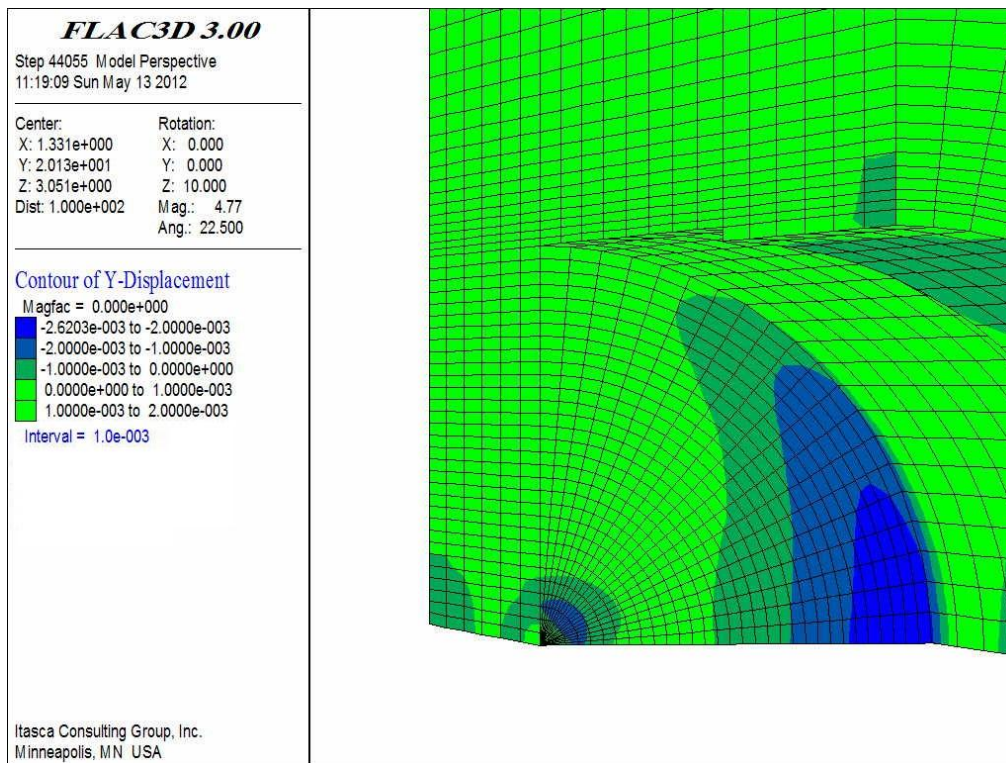 FLAC3D 3.00
Step 44055 Model Perspective
11:19:09 Sun May 13 2012
Center: Rotation:
X: 1.331e+000 X: 0.000
Y: 2.013e+001 Y: 0.000
Z: 3.051e+000 Z: 10.000
Dist: 1.000e+002 Mag.: 4.77
Ang.: 22.500
Contour of Y-Displacement
Magfac = 0.000e+000
-2.6203e-003 to -2.0000e-003
-2.0000e-003 to -1.0000e-003
-1.0000e-003 to 0.0000e+000
0.0000e+000 to 1.0000e-003
1.0000e-003 to 2.0000e-003
Interval = 1.0e-003
Itasca Consulting Group, Inc.
Minneapolis, MN USA